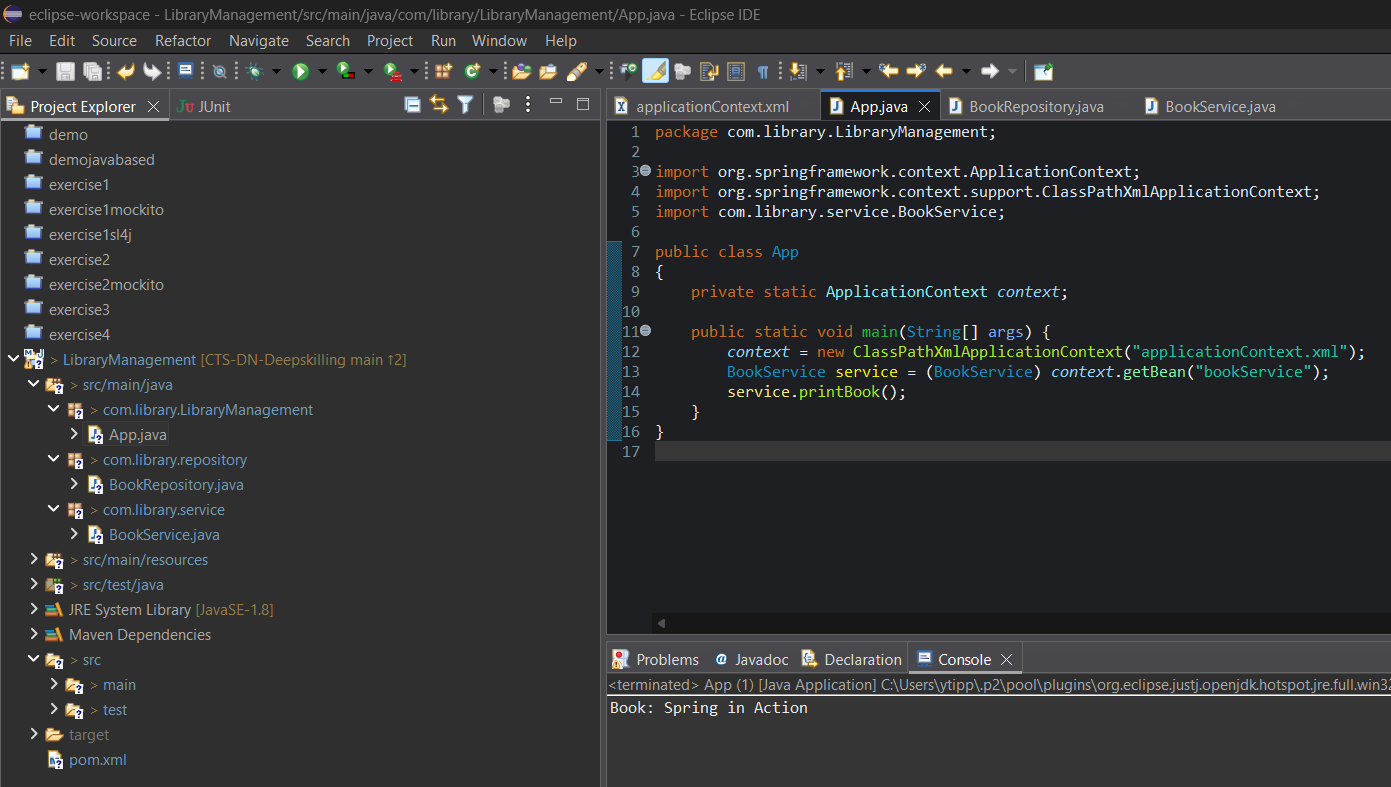 eclipse-workspace - LibraryManagement/src/main/java/com/library/LibraryManagement/App.java - Eclipse IDE
File Edit Source Refactor Navigate Search Project Run Window Help
Project Explorer
JUnit
demo
demojavabased
exercise1
exercise1mockito
exercise1sl4j
exercise2
exercise2mockito
exercise3
exercise4
> LibraryManagement [CTS-DN-Deepskilling main ↑2]
> src/main/java
> com.library.LibraryManagement
App.java
> com.library.repository
BookRepository.java
> com.library.service
BookService.java
> src/main/resources
> src/test/java
JRE System Library [JavaSE-1.8]
Maven Dependencies
> src
> main
> test
target
pom.xml
applicationContext.xml App.java BookRepository.java BookService.java
1 package com.library.LibraryManagement;
2
3 import org.springframework.context.ApplicationContext;
4 import org.springframework.context.support.ClassPathXmlApplicationContext;
5 import com.library.service.BookService;
6
7 public class App
8 {
9 private static ApplicationContext context;
10
11 public static void main(String[] args) {
12 context = new ClassPathXmlApplicationContext("applicationContext.xml");
13 BookService service = (BookService) context.getBean("bookService");
14 service.printBook();
15 }
16 }
17
Problems Javadoc Declaration Console
<terminated> App (1) [Java Application] C:\Users\ytipp\.p2\pool\plugins\org.eclipse.justj.openjdk.hotspot.jre.full.win32
Book: Spring in Action